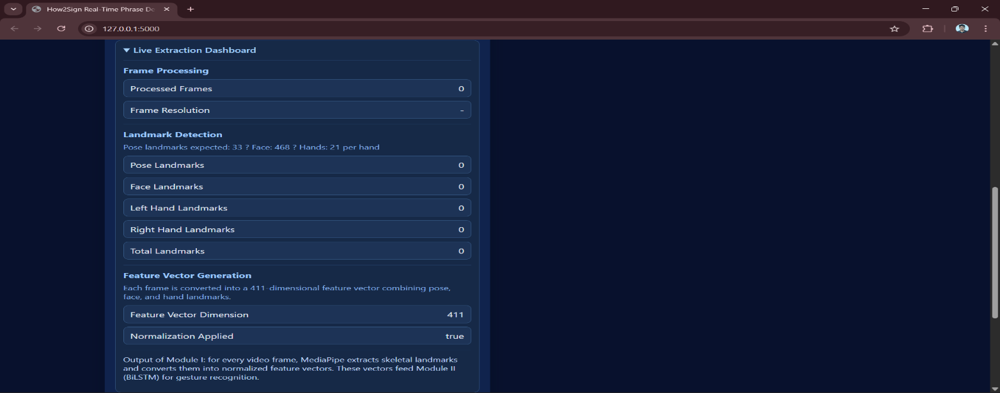 How2Sign Real-Time Phrase De
127.0.0.1:5000
▼ Live Extraction Dashboard
Frame Processing
Processed Frames 0
Frame Resolution -
Landmark Detection
Pose landmarks expected: 33 ? Face: 468 ? Hands: 21 per hand
Pose Landmarks 0
Face Landmarks 0
Left Hand Landmarks 0
Right Hand Landmarks 0
Total Landmarks 0
Feature Vector Generation
Each frame is converted into a 411-dimensional feature vector combining pose,
face, and hand landmarks.
Feature Vector Dimension 411
Normalization Applied true
Output of Module I: for every video frame, MediaPipe extracts skeletal landmarks
and converts them into normalized feature vectors. These vectors feed Module II
(BiLSTM) for gesture recognition.